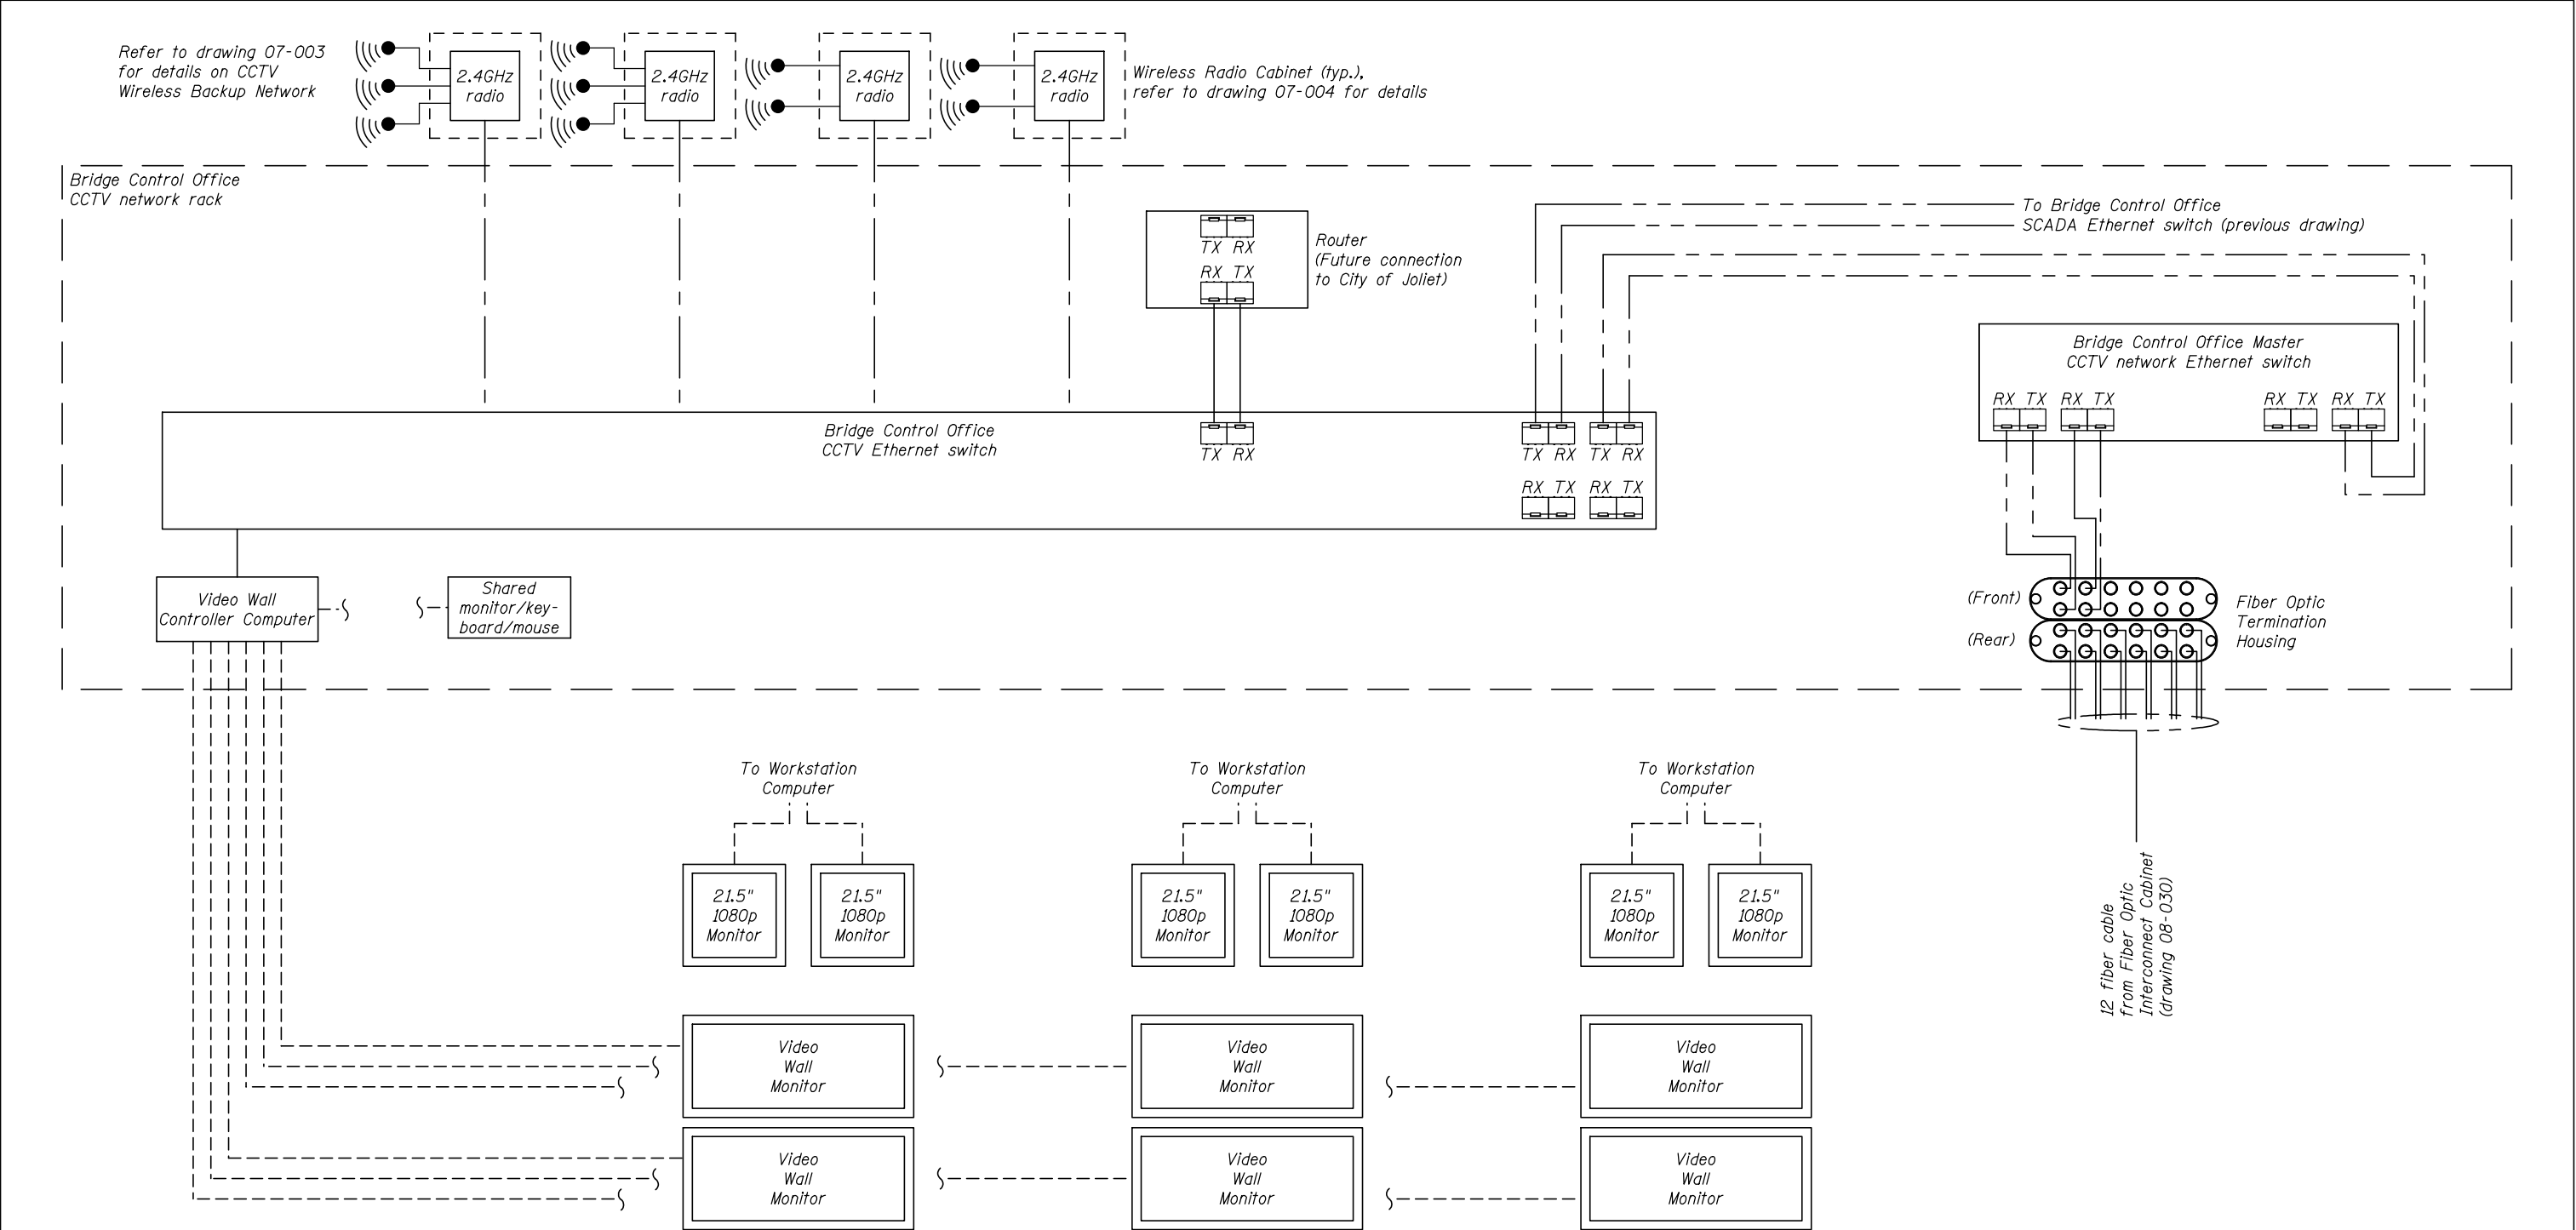 Refer to drawing 07-003
for details on CCTV
Wireless Backup Network
2.4GHz
radio
2.4GHz
radio
2.4GHz
radio
2.4GHz
radio
Wireless Radio Cabinet (typ.),
refer to drawing 07-004 for details
Bridge Control Office
CCTV network rack
TX RX
RX TX
Router
(Future connection
to City of Joliet)
To Bridge Control Office
SCADA Ethernet switch (previous drawing)
Bridge Control Office Master
CCTV network Ethernet switch
RX TX RX TX RX TX RX TX
Bridge Control Office
CCTV Ethernet switch
TX RX
TX RX TX RX
RX TX RX TX
Video Wall
Controller Computer
Shared
monitor/key-
board/mouse
(Front)
(Rear)
Fiber Optic
Termination
Housing
To Workstation
Computer
To Workstation
Computer
To Workstation
Computer
21.5"
1080p
Monitor
21.5"
1080p
Monitor
21.5"
1080p
Monitor
21.5"
1080p
Monitor
21.5"
1080p
Monitor
21.5"
1080p
Monitor
12 fiber cable
from Fiber Optic
Interconnect Cabinet
(drawing 08-030)
Video
Wall
Monitor
Video
Wall
Monitor
Video
Wall
Monitor
Video
Wall
Monitor
Video
Wall
Monitor
Video
Wall
Monitor